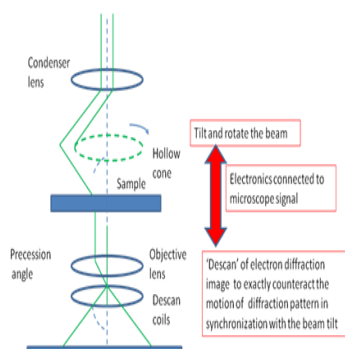 Condenser
lens
Tilt and rotate the beam
Hollow
cone
Electronics connected to
microscope signal
Sample
Precession
angle
Objective
lens
Descan
coils
'Descan' of electron diffraction
image to exactly counteract the
motion of diffraction pattern in
synchronization with the beam tilt